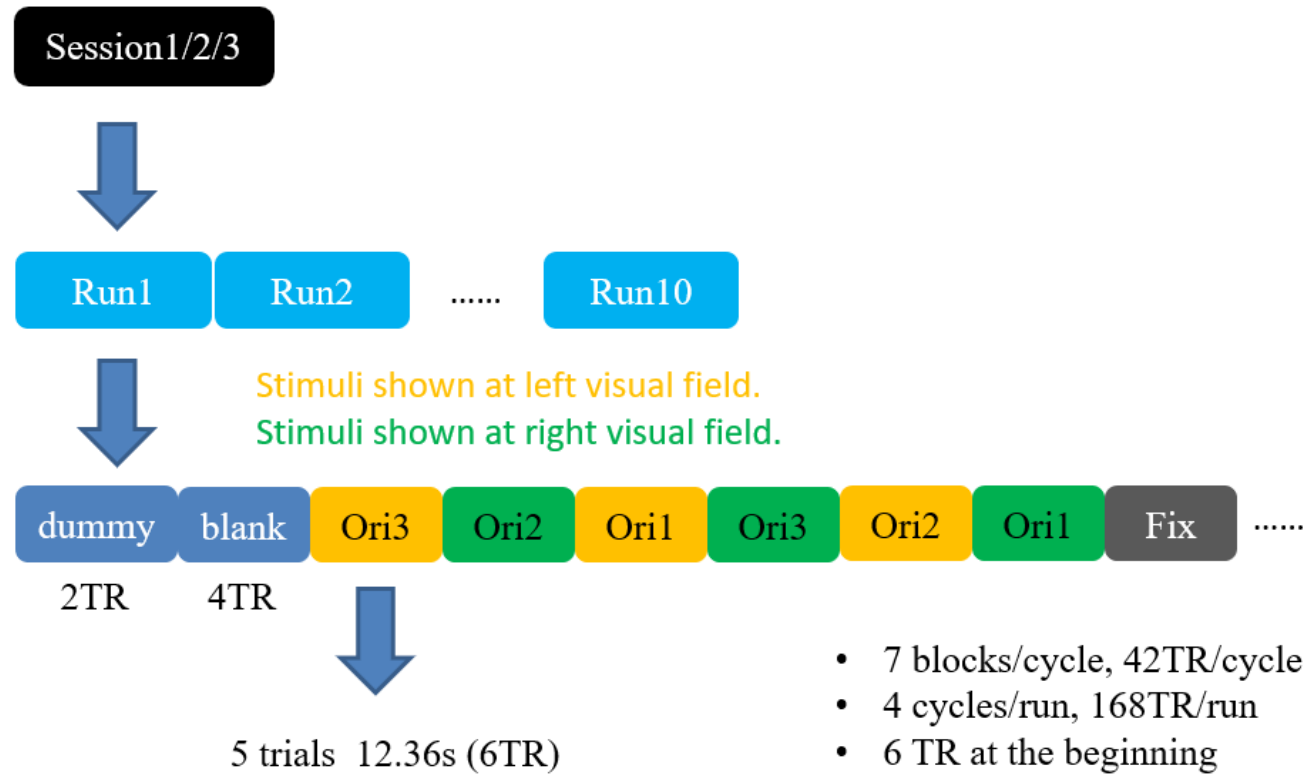 Session1/2/3
Run1 Run2 ...... Run10
Stimuli shown at left visual field.
Stimuli shown at right visual field.
dummy blank Ori3 Ori2 Ori1 Ori3 Ori2 Ori1 Fix ......
2TR 4TR
• 7 blocks/cycle, 42TR/cycle
• 4 cycles/run, 168TR/run
• 6 TR at the beginning
5 trials 12.36s (6TR)